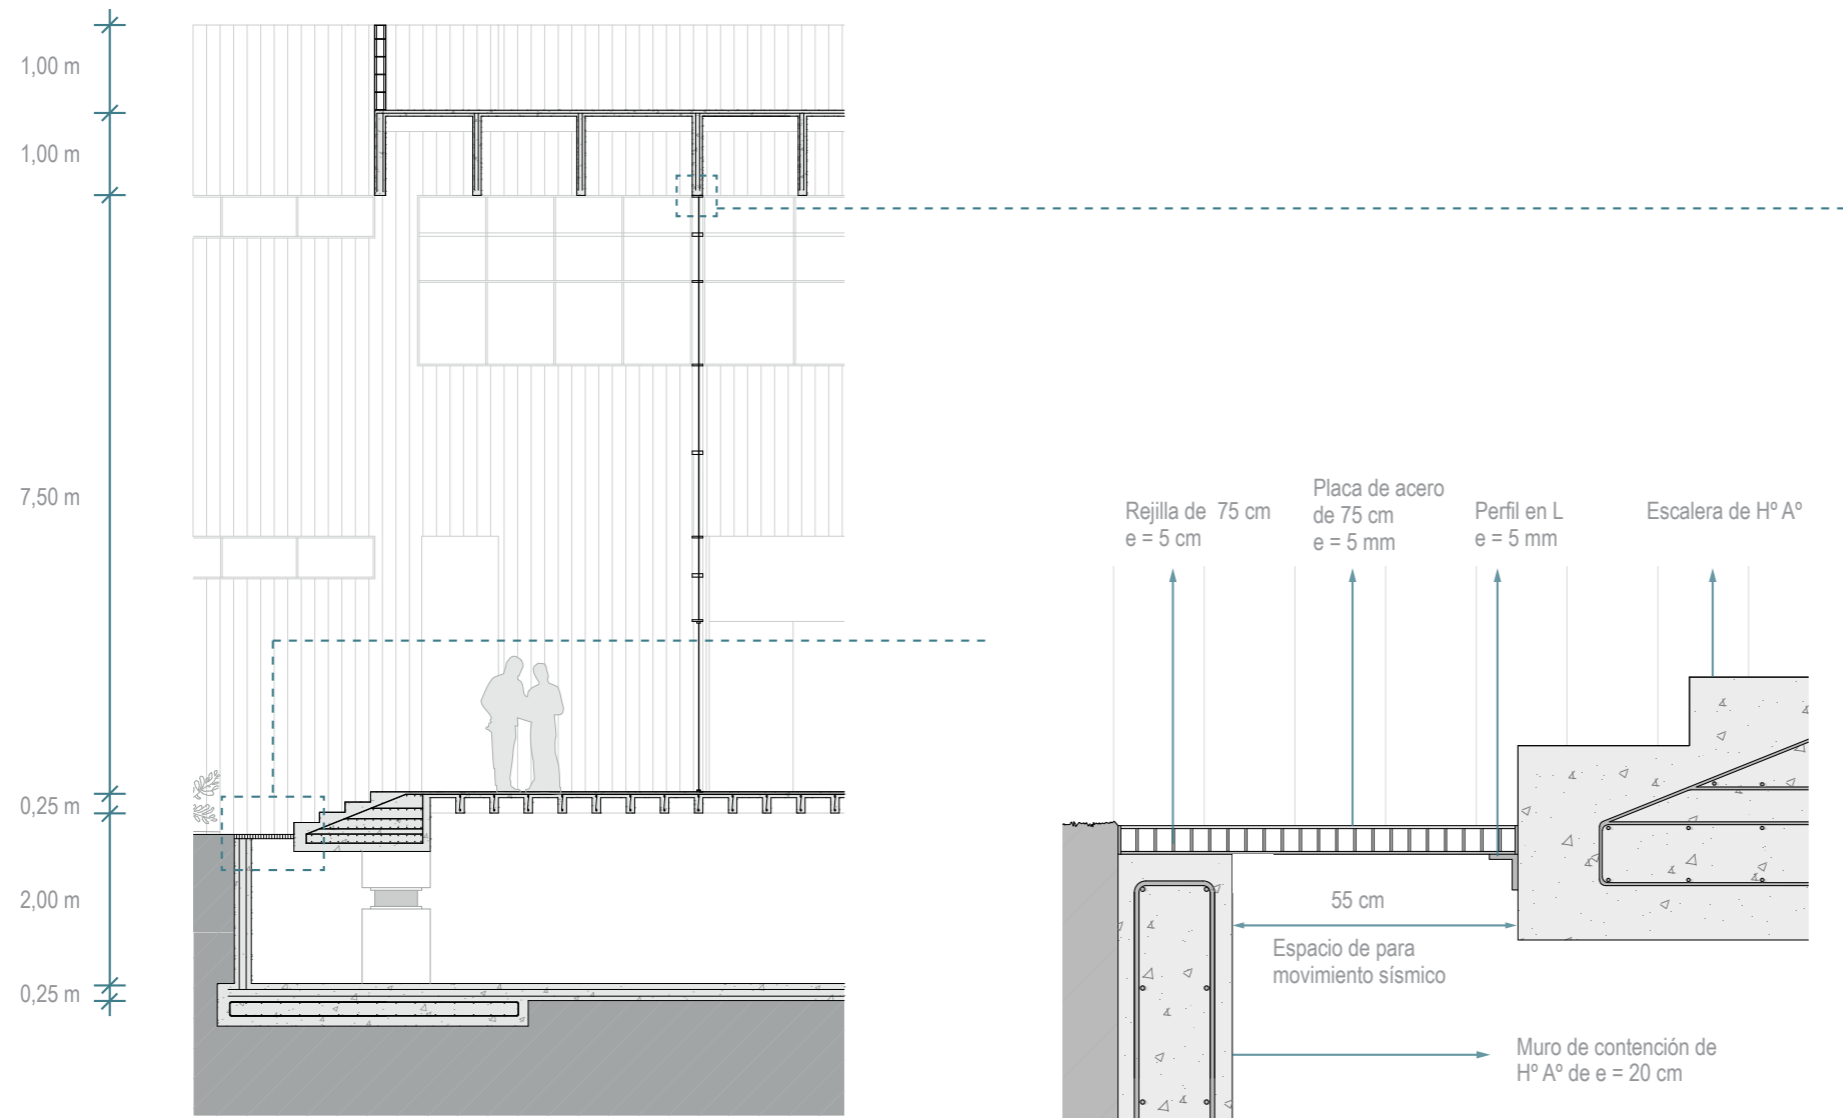 1,00 m
1,00 m
7,50 m
0,25 m
2,00 m
0,25 m
Rejilla de 75 cm
e = 5 cm
Placa de acero
de 75 cm
e = 5 mm
Perfil en L
e = 5 mm
Escalera de Hº Aº
55 cm
Espacio de para
movimiento sísmico
Muro de contención de
Hº Aº de e = 20 cm